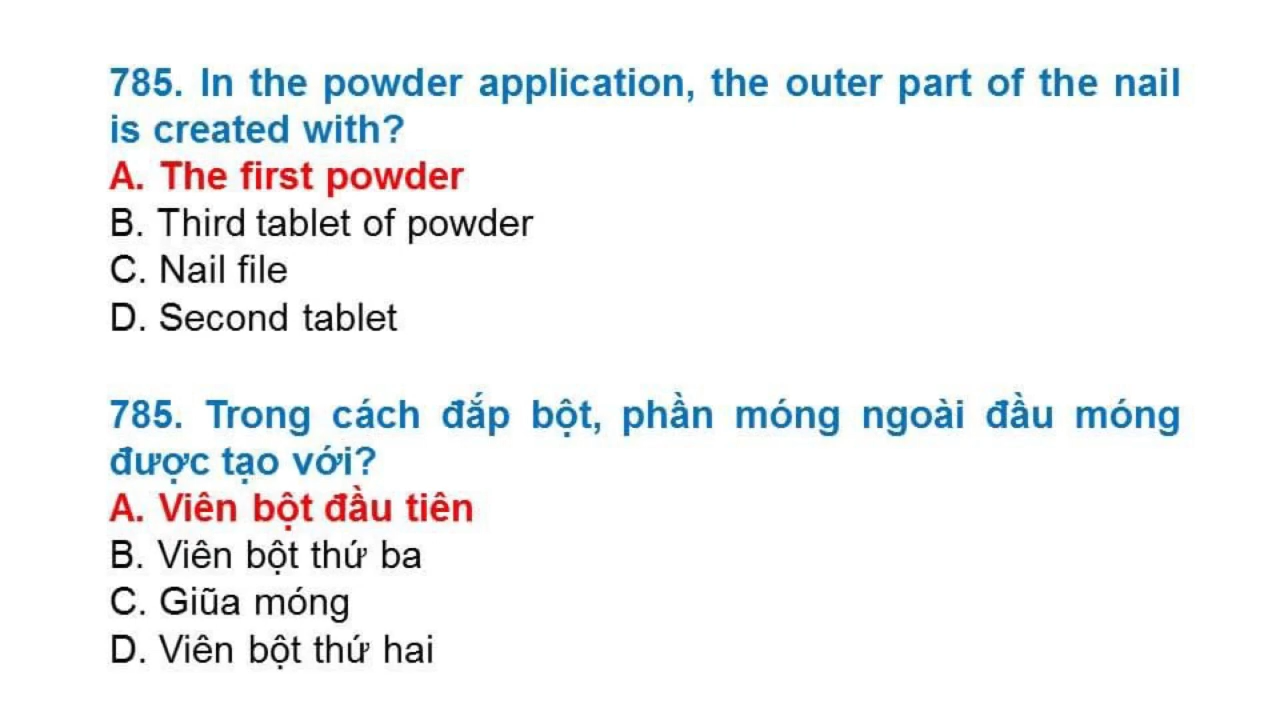 785. In the powder application, the outer part of the nail
is created with?
A. The first powder
B. Third tablet of powder
C. Nail file
D. Second tablet
785. Trong cách đắp bột, phần móng ngoài đầu móng
được tạo với?
A. Viên bột đầu tiên
B. Viên bột thứ ba
C. Giũa móng
D. Viên bột thứ hai